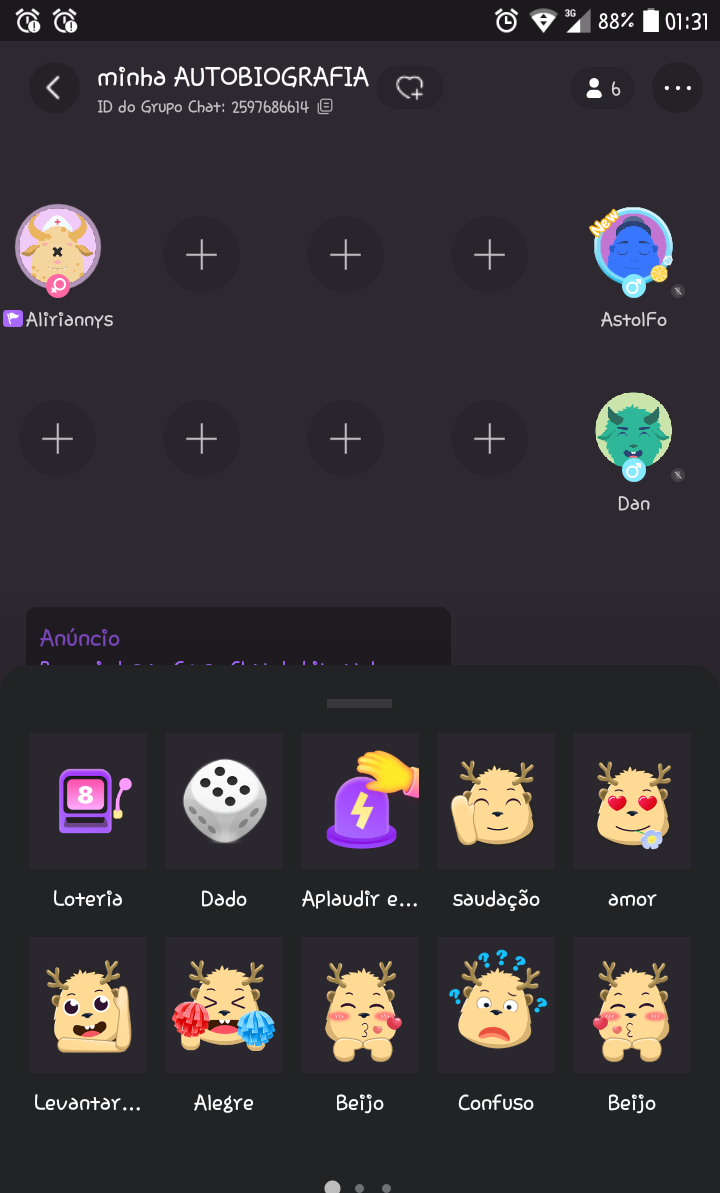 3G 88% 01:31
minha AUTOBIOGRAFIA
ID do Grupo Chat: 2597686614
6
New
Aliriannys
AstolFo
Dan
Anúncio
8
Loteria Dado Aplaudir e... saudação amor
Levantar... Alegre Beijo Confuso Beijo